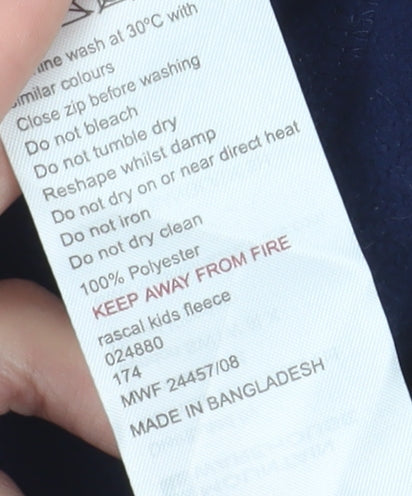 wash at 30°C with
similar colours
Close zip before washing
Do not bleach
Do not tumble dry
Reshape whilst damp
Do not dry on or near direct heat
Do not iron
Do not dry clean
100% Polyester
KEEP AWAY FROM FIRE
rascal kids fleece
024880
174
MWF 24457/08
MADE IN BANGLADESH